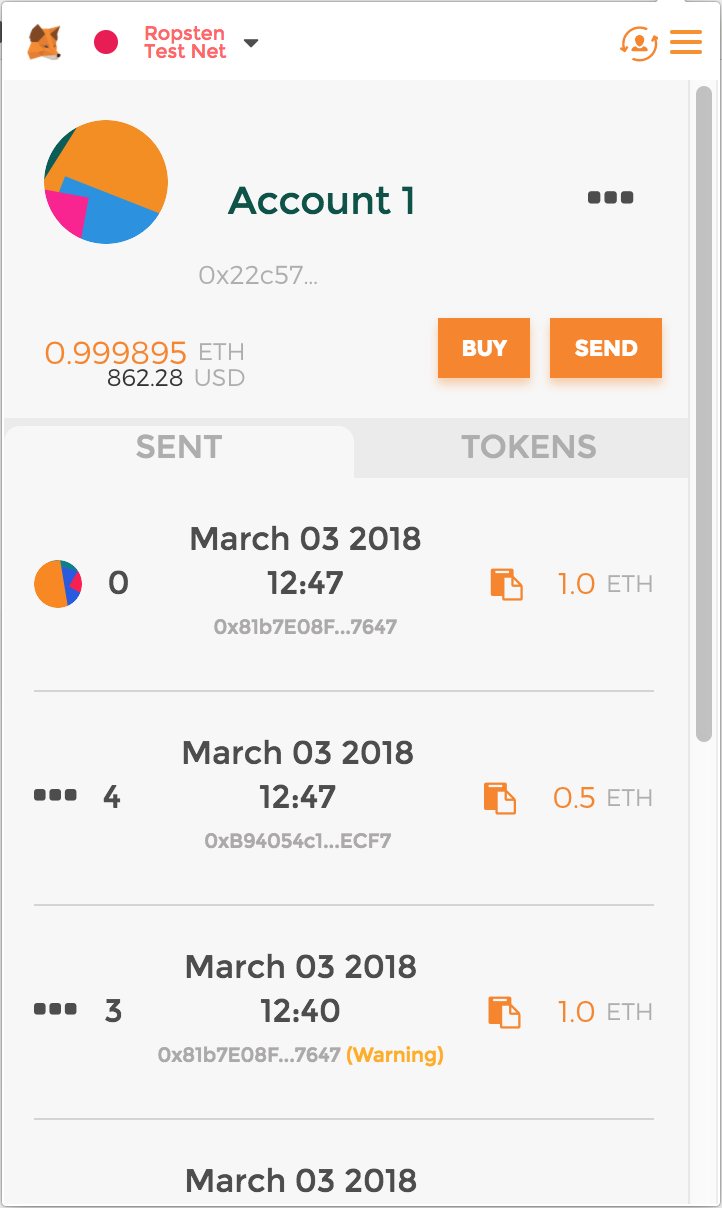 Ropsten
Test Net
Account 1
0x22c57...
0.999895 ETH
862.28 USD
BUY
SEND
SENT
TOKENS
0
March 03 2018
12:47
0x81b7E08F...7647
1.0 ETH
4
March 03 2018
12:47
0xB94054c1...ECF7
0.5 ETH
3
March 03 2018
12:40
0x81b7E08F...7647 (Warning)
1.0 ETH
March 03 2018